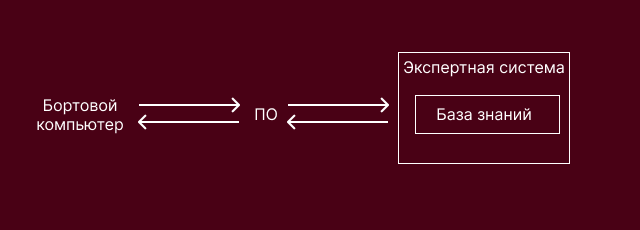 Экспертная система
Бортовой
компьютер
ПО
База знаний